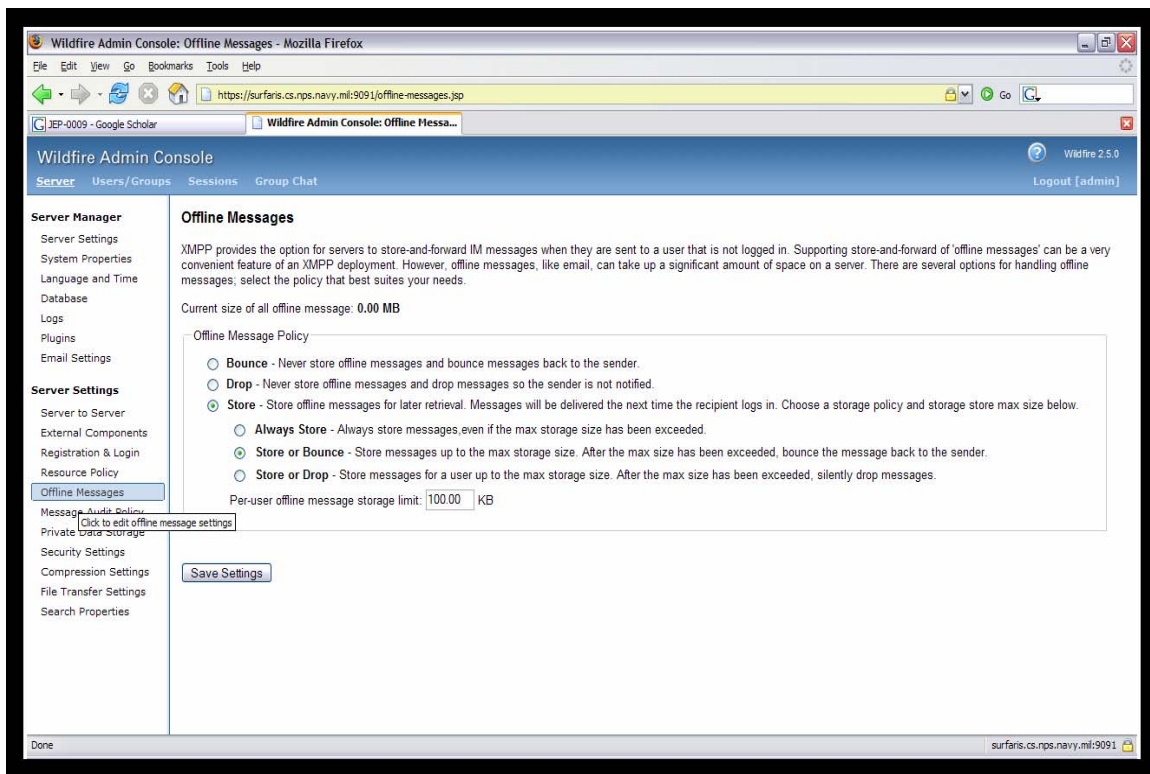 Wildfire Admin Console: Offline Messages - Mozilla Firefox
File Edit View Go Bookmarks Tools Help
https://surfaris.cs.nps.navy.mil:9091/offline-messages.jsp
Go
G
G JEP-0009 - Google Scholar
Wildfire Admin Console: Offline Messa...
Wildfire Admin Console
? Wildfire 2.5.0
Server Users/Groups Sessions Group Chat
Logout [admin]
Server Manager
Server Settings
System Properties
Language and Time
Database
Logs
Plugins
Email Settings
Server Settings
Server to Server
External Components
Registration & Login
Resource Policy
Offline Messages
Message Audit Policy
Click to edit offline message settings
Private Data Storage
Security Settings
Compression Settings
File Transfer Settings
Search Properties
Offline Messages
XMPP provides the option for servers to store-and-forward IM messages when they are sent to a user that is not logged in. Supporting store-and-forward of 'offline messages' can be a very
convenient feature of an XMPP deployment. However, offline messages, like email, can take up a significant amount of space on a server. There are several options for handling offline
messages; select the policy that best suites your needs.
Current size of all offline message: 0.00 MB
Offline Message Policy
Bounce - Never store offline messages and bounce messages back to the sender.
Drop - Never store offline messages and drop messages so the sender is not notified.
Store - Store offline messages for later retrieval. Messages will be delivered the next time the recipient logs in. Choose a storage policy and storage store max size below.
Always Store - Always store messages,even if the max storage size has been exceeded.
Store or Bounce - Store messages up to the max storage size. After the max size has been exceeded, bounce the message back to the sender.
Store or Drop - Store messages for a user up to the max storage size. After the max size has been exceeded, silently drop messages.
Per-user offline message storage limit: 100.00 KB
Save Settings
Done
surfaris.cs.nps.navy.mil:9091